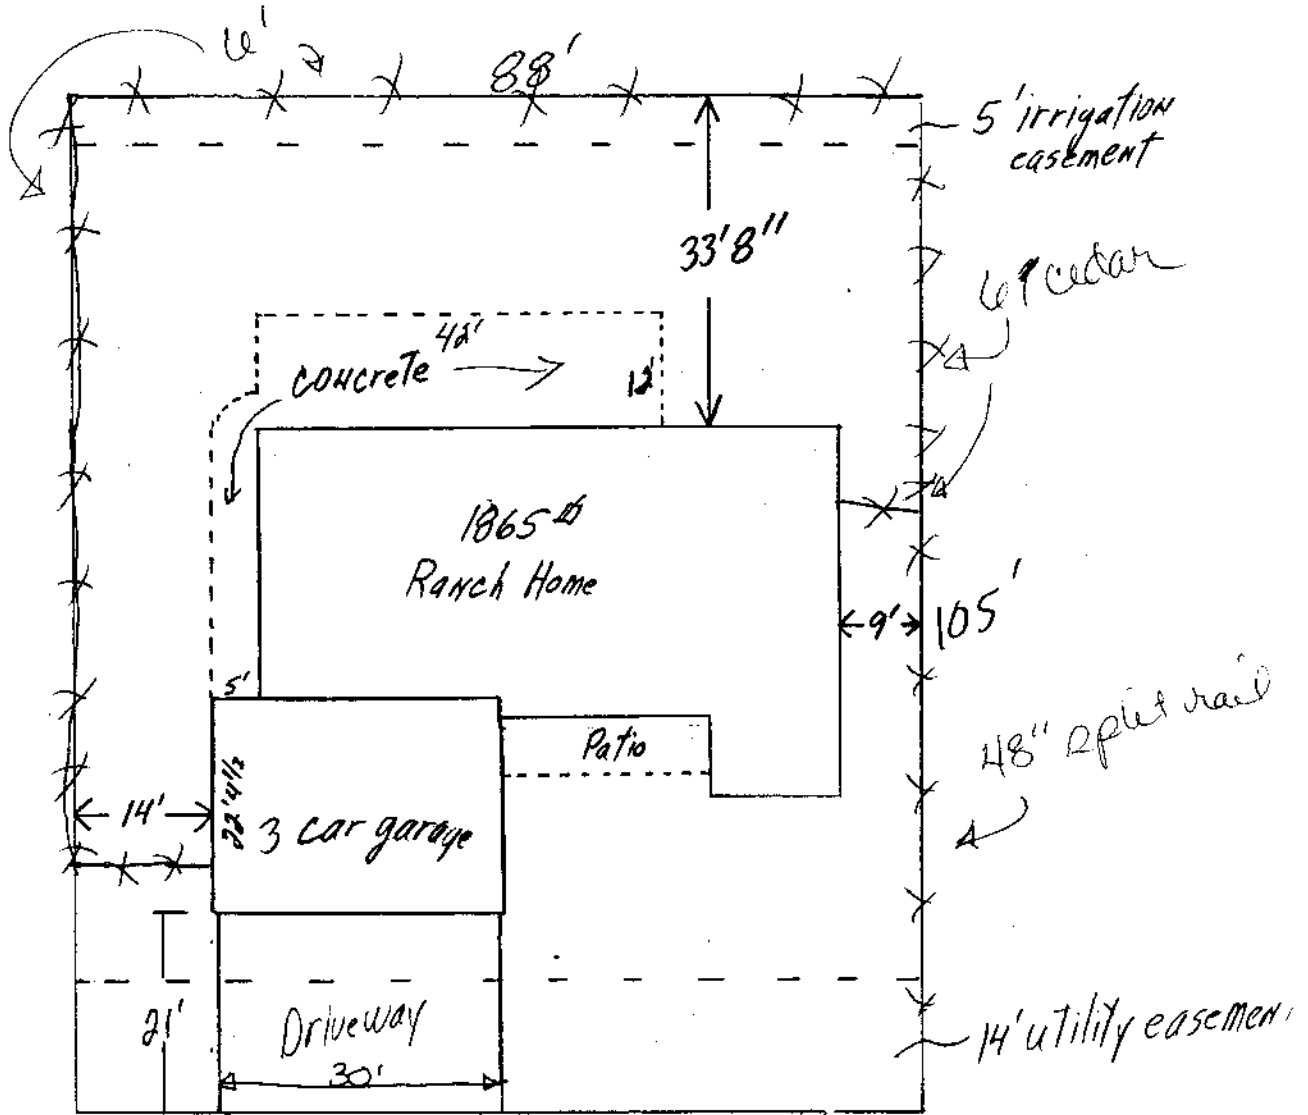 6'
88'
5' irrigation
easement
33'8"
6' cedar
42'
concrete
12'
1865
Ranch Home
9'
105'
5'
Patio
48" split rail
22'4½
14'
3 car garage
21'
Driveway
30'
14' utility easemen